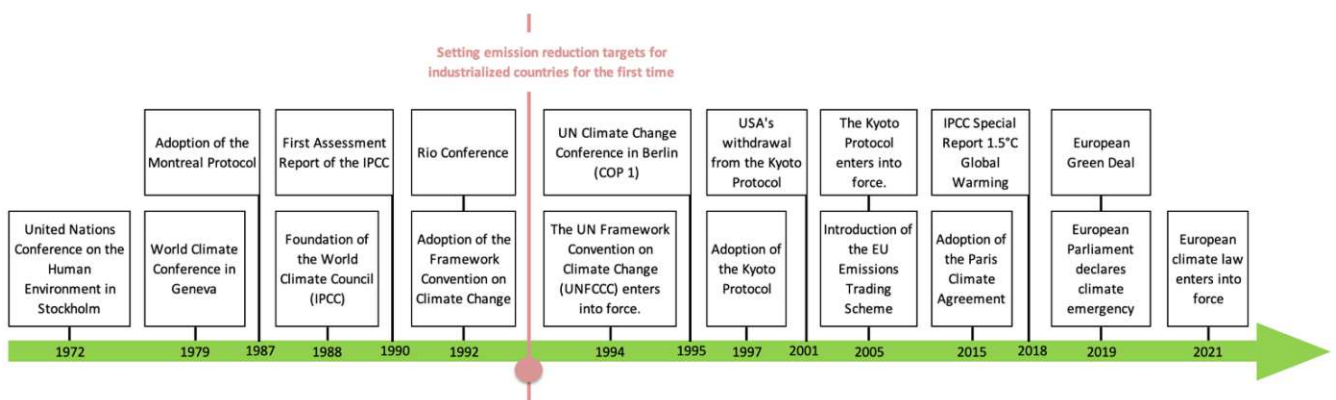 Setting emission reduction targets for
industrialized countries for the first time
Adoption of the
Montreal Protocol
First Assessment
Report of the IPCC
Rio Conference
UN Climate Change
Conference in Berlin
(COP 1)
USA's
withdrawal
from the Kyoto
Protocol
The Kyoto
Protocol
enters into
force.
IPCC Special
Report 1.5°C
Global
Warming
European
Green Deal
United Nations
Conference on the
Human
Environment in
Stockholm
World Climate
Conference in
Geneva
Foundation of
the World
Climate Council
(IPCC)
Adoption of the
Framework
Convention on
Climate Change
The UN Framework
Convention on
Climate Change
(UNFCCC) enters
into force.
Adoption of
the Kyoto
Protocol
Introduction of
the EU
Emissions
Trading
Scheme
Adoption of
the Paris
Climate
Agreement
European
Parliament
declares
climate
emergency
European
climate law
enters into
force
1972 1979 1987 1988 1990 1992 1994 1995 1997 2001 2005 2015 2018 2019 2021